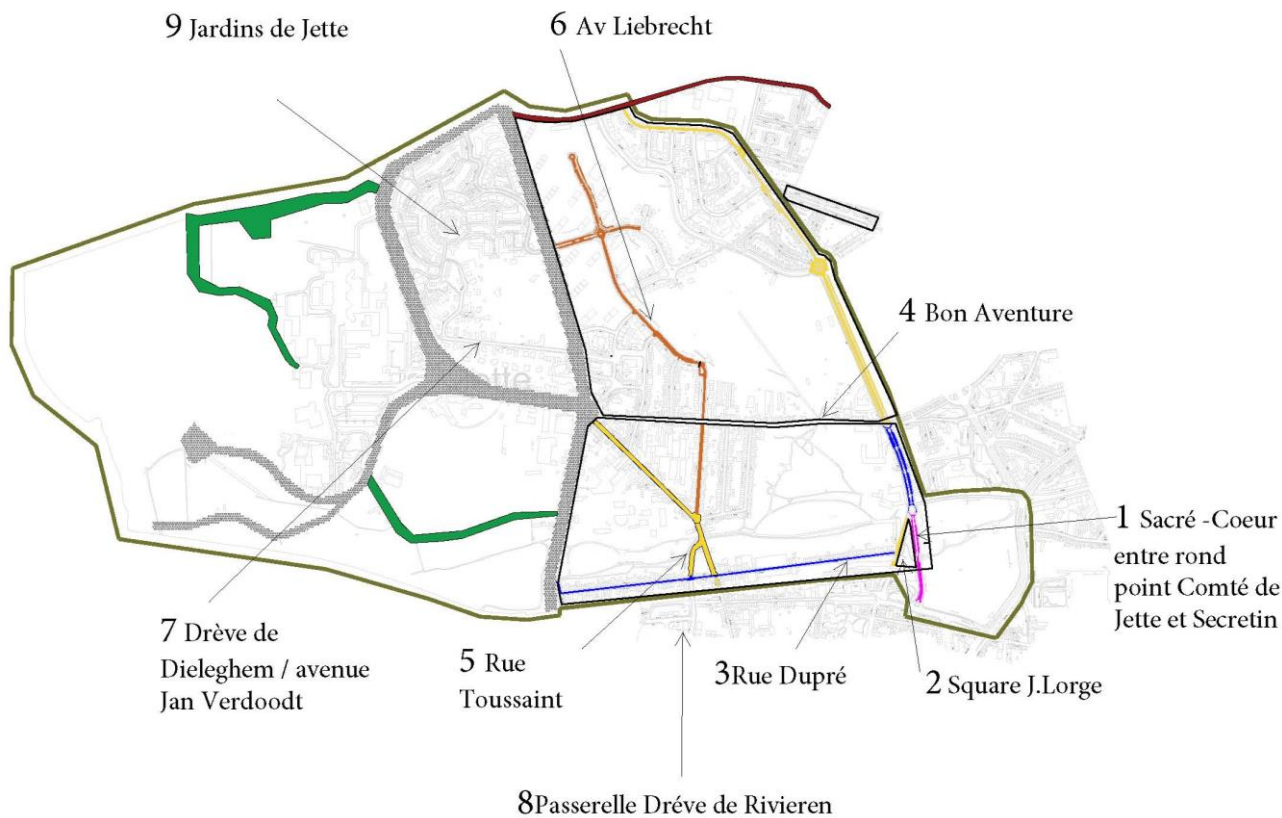 9 Jardins de Jette
6 Av Liebrecht
4 Bon Aventure
1 Sacré -Coeur
entre rond
point Comté de
Jette et Secretin
7 Drève de
Dieleghem / avenue
Jan Verdoodt
5 Rue
Toussaint
3Rue Dupré
2 Square J.Lorge
8Passerelle Dréve de Rivieren